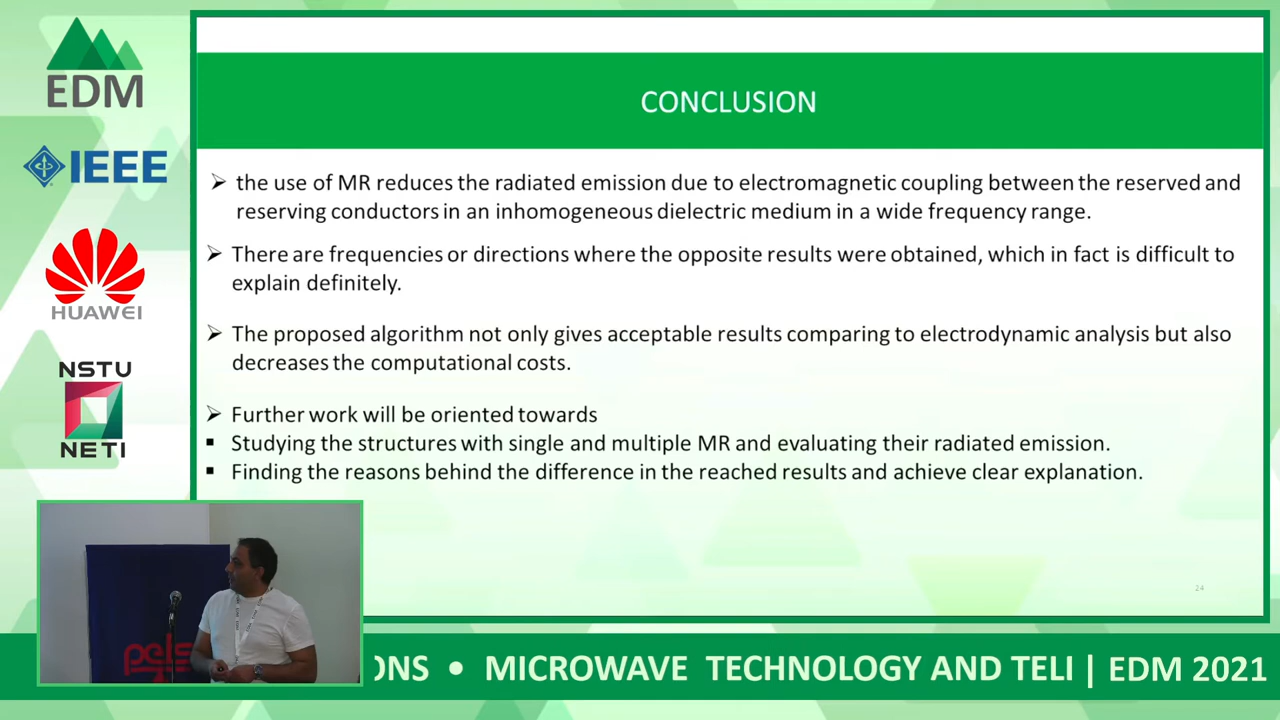 EDM
IEEE
HUAWEI
NSTU
NETI
CONCLUSION
➢ the use of MR reduces the radiated emission due to electromagnetic coupling between the reserved and
reserving conductors in an inhomogeneous dielectric medium in a wide frequency range.
➢ There are frequencies or directions where the opposite results were obtained, which in fact is difficult to
explain definitely.
➢ The proposed algorithm not only gives acceptable results comparing to electrodynamic analysis but also
decreases the computational costs.
➢ Further work will be oriented towards
▪ Studying the structures with single and multiple MR and evaluating their radiated emission.
▪ Finding the reasons behind the difference in the reached results and achieve clear explanation.
24
pels
ONS • MICROWAVE TECHNOLOGY AND TELI | EDM 2021